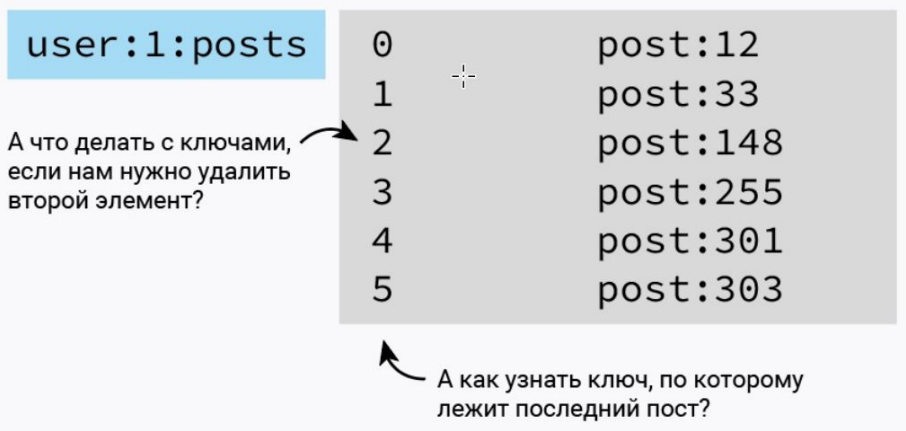 user:1:posts
0 post:12
1 post:33
2 post:148
3 post:255
4 post:301
5 post:303
А что делать с ключами,
если нам нужно удалить
второй элемент?
А как узнать ключ, по которому
лежит последний пост?